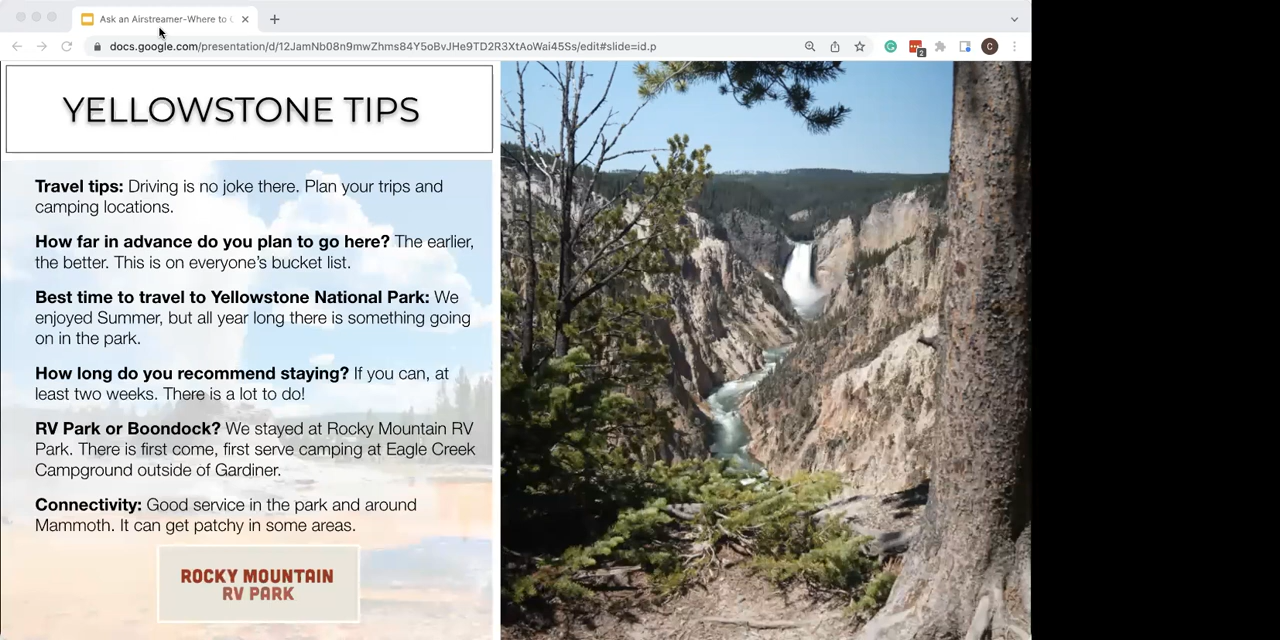 Ask an Airstreamer-Where to
docs.google.com/presentation/d/12JamNb08n9mwZhms84Y5oBvJHe9TD2R3XtAoWai45Ss/edit#slide=id.p
2
C
YELLOWSTONE TIPS
Travel tips: Driving is no joke there. Plan your trips and
camping locations.
How far in advance do you plan to go here? The earlier,
the better. This is on everyone's bucket list.
Best time to travel to Yellowstone National Park: We
enjoyed Summer, but all year long there is something going
on in the park.
How long do you recommend staying? If you can, at
least two weeks. There is a lot to do!
RV Park or Boondock? We stayed at Rocky Mountain RV
Park. There is first come, first serve camping at Eagle Creek
Campground outside of Gardiner.
Connectivity: Good service in the park and around
Mammoth. It can get patchy in some areas.
ROCKY MOUNTAIN
RV PARK